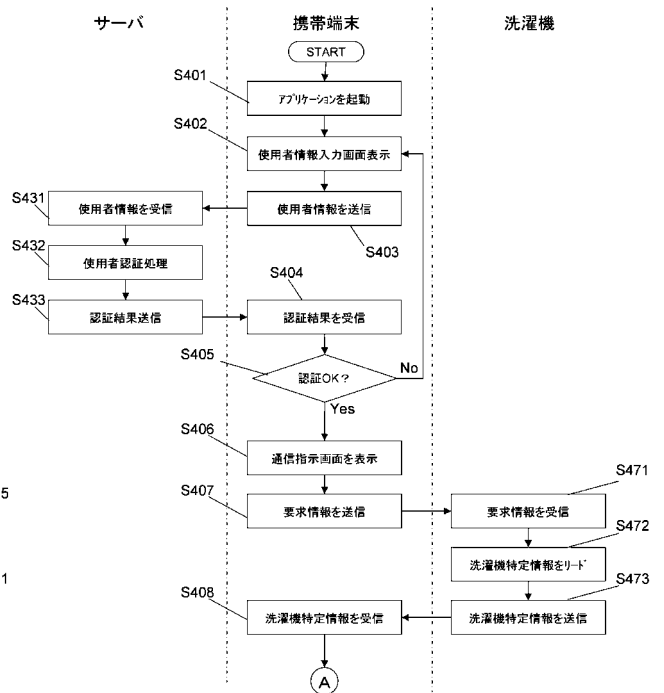 サーバ 携帯端末 洗濯機
START
S401
アプリケーションを起動
S402
使用者情報入力画面表示
S431
使用者情報を受信
使用者情報を送信
S403
S432
使用者認証処理
S404
S433
認証結果送信
認証結果を受信
S405
認証OK?
No
Yes
S406
通信指示画面を表示
S471
5
S407
要求情報を送信
要求情報を受信
S472
洗濯機特定情報をリード
1
S473
S408
洗濯機特定情報を受信
洗濯機特定情報を送信
A